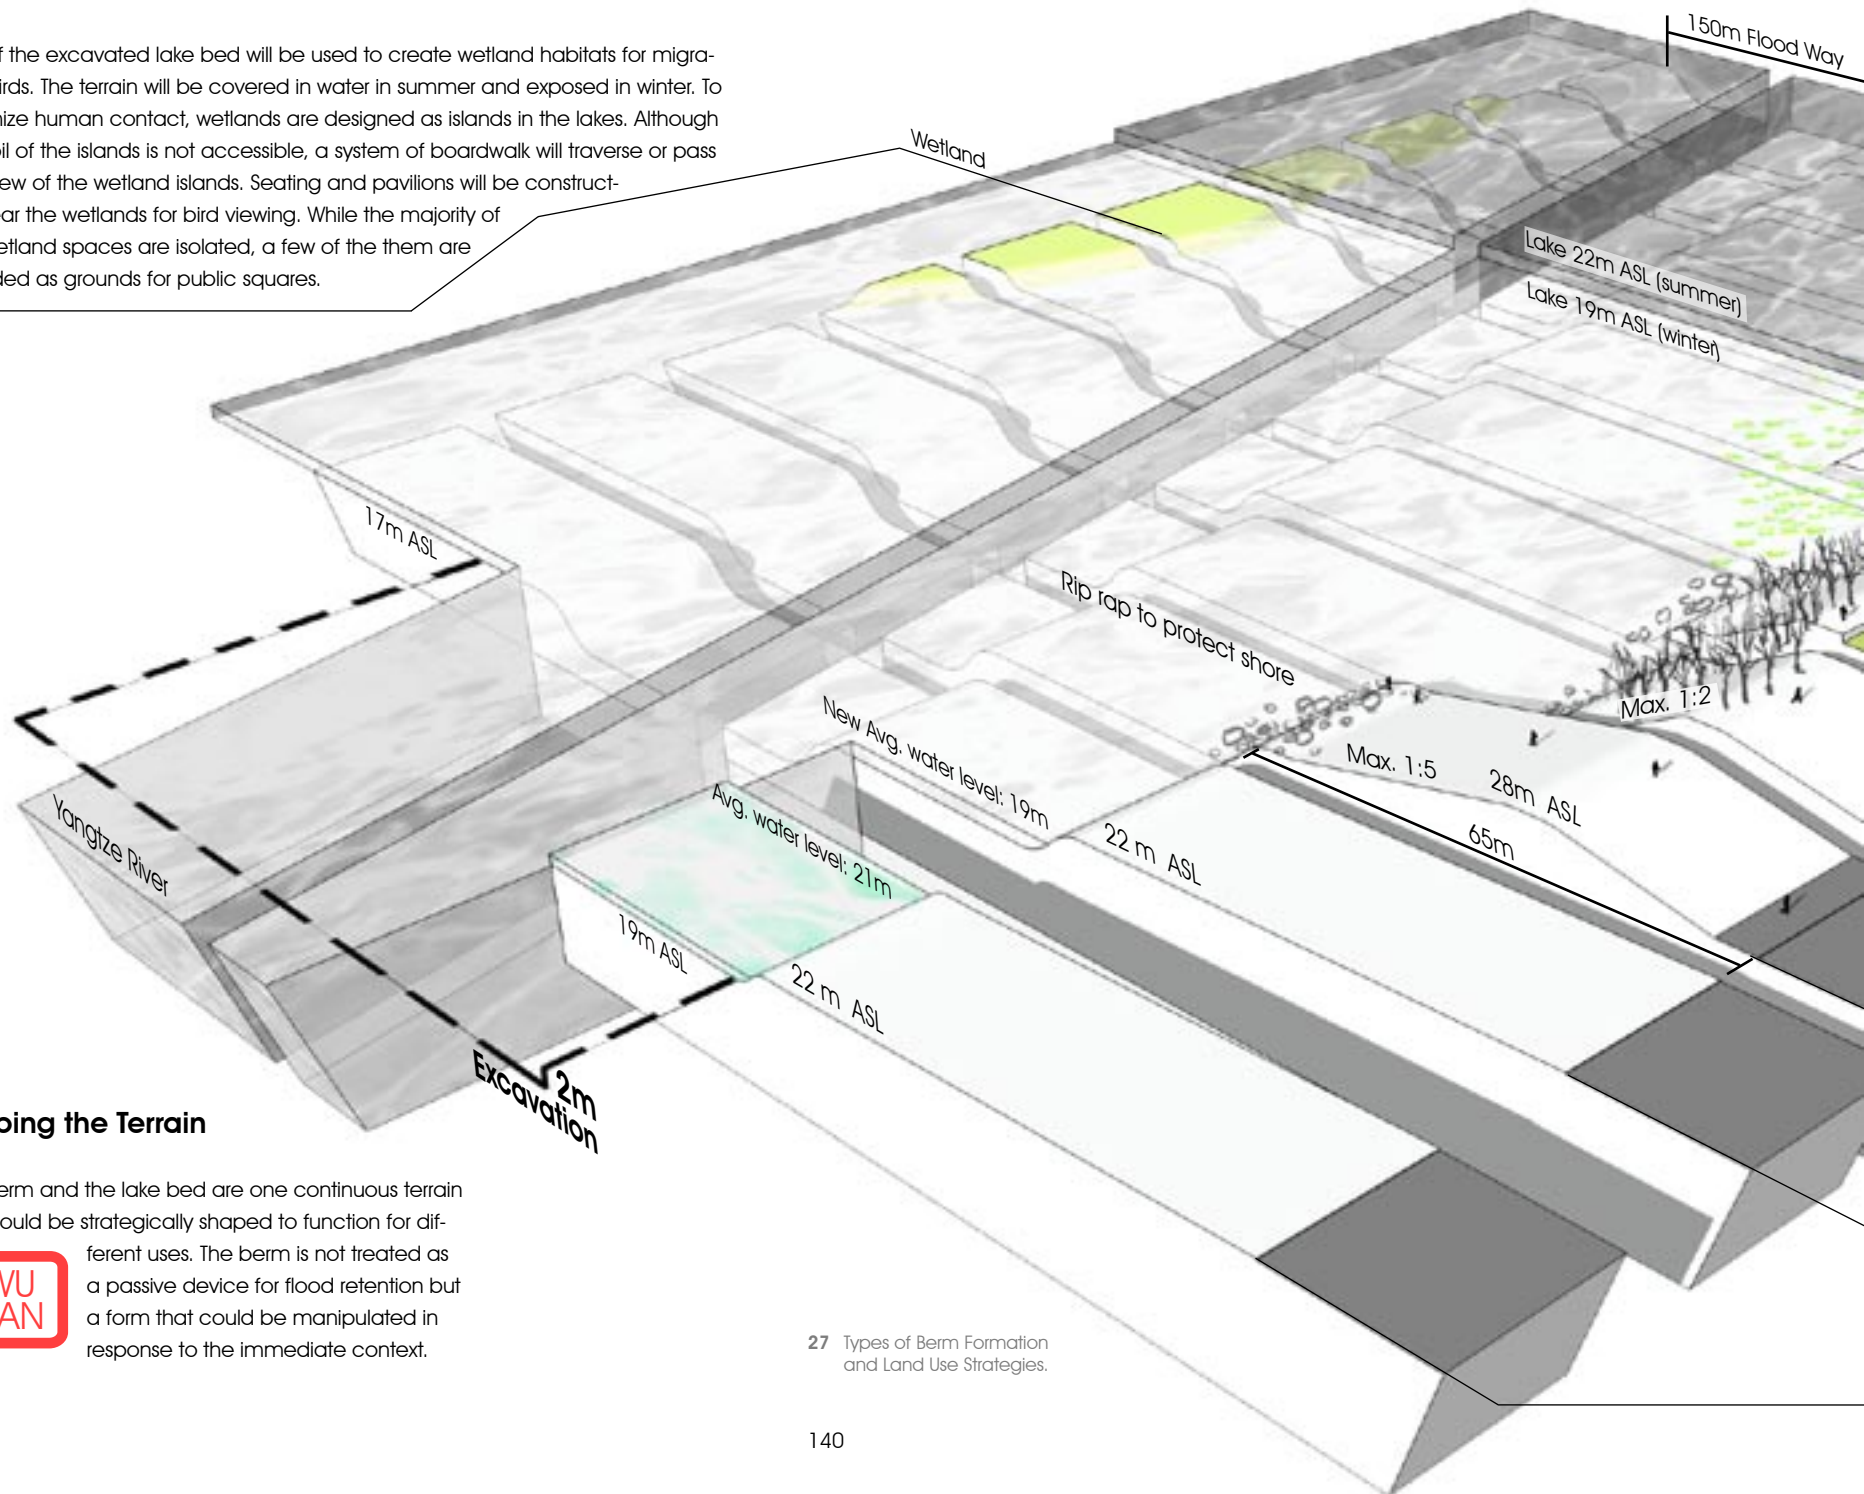 f the excavated lake bed will be used to create wetland habitats for migra-
irds. The terrain will be covered in water in summer and exposed in winter. To
ize human contact, wetlands are designed as islands in the lakes. Although
il of the islands is not accessible, a system of boardwalk will traverse or pass
ew of the wetland islands. Seating and pavilions will be construct-
ar the wetlands for bird viewing. While the majority of
etland spaces are isolated, a few of the them are
ded as grounds for public squares.
Wetland
150m Flood Way
Lake 22m ASL (summer)
Lake 19m ASL (winter)
17m ASL
Rip rap to protect shore
Max. 1:2
New Avg. water level: 19m
Max. 1:5
28m ASL
65m
22 m ASL
Avg. water level: 21m
Yangtze River
19m ASL
22 m ASL
2m
Excavation
ping the Terrain
erm and the lake bed are one continuous terrain
ould be strategically shaped to function for dif-
ferent uses. The berm is not treated as
a passive device for flood retention but
a form that could be manipulated in
response to the immediate context.
WU
AN
27 Types of Berm Formation
and Land Use Strategies.
140